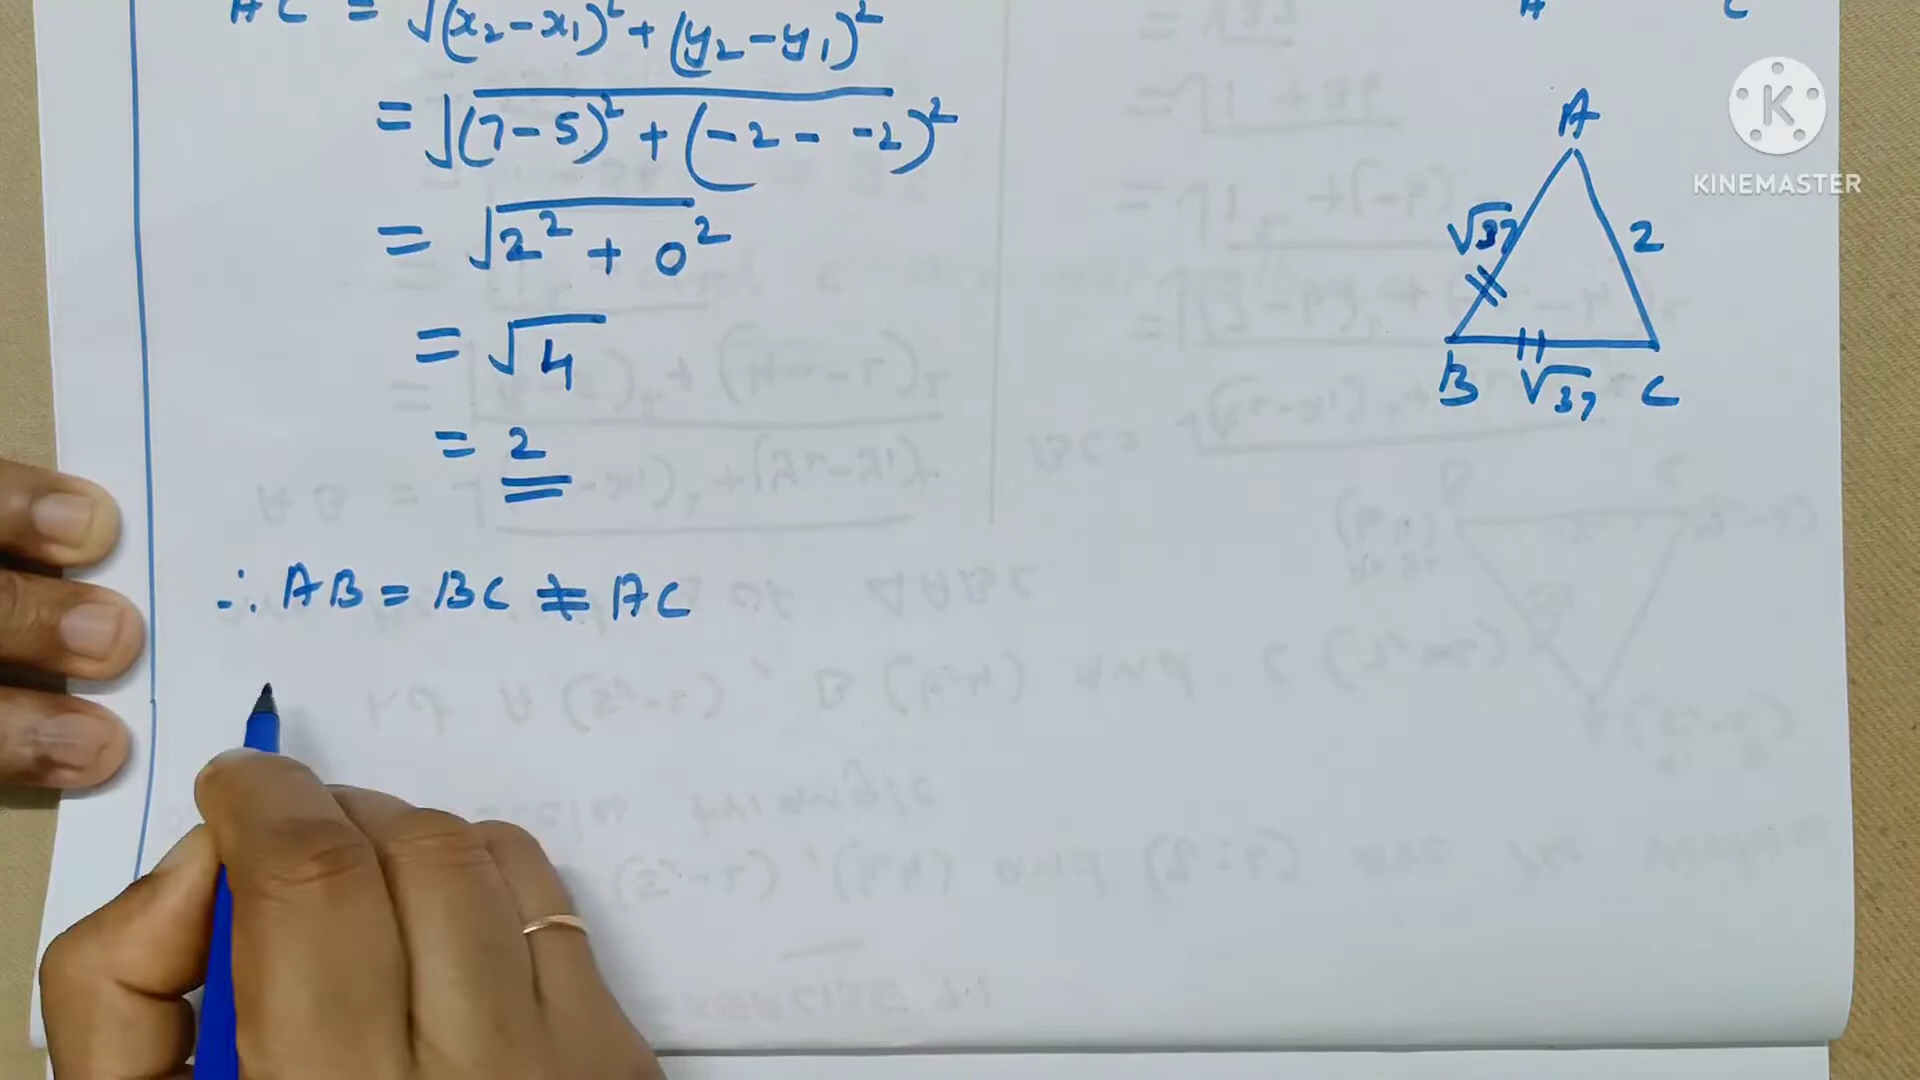 AC = √(x₂-x₁)² + (y₂-y₁)²
= √(7-5)² + (-2 - -2)²
= √2² + 0²
= √4
= 2
∴ AB = BC ≠ AC
A C
A
√37 2
B √37 C
K
KINEMASTER